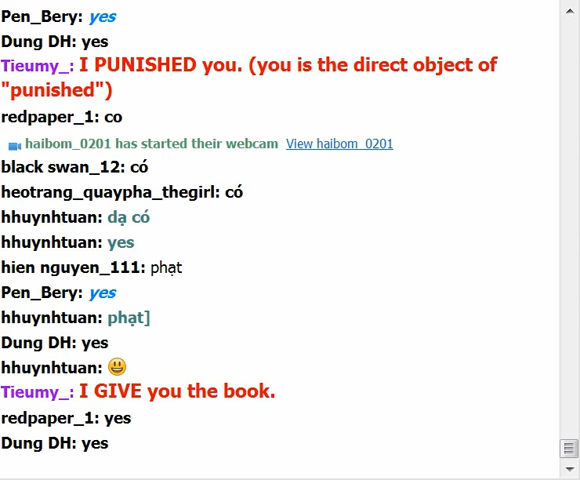 Pen_Bery: yes
Dung DH: yes
Tieumy_: I PUNISHED you. (you is the direct object of
"punished")
redpaper_1: co
haibom_0201 has started their webcam View haibom_0201
black swan_12: có
heotrang_quaypha_thegirl: có
hhuynhtuan: dạ có
hhuynhtuan: yes
hien nguyen_111: phạt
Pen_Bery: yes
hhuynhtuan: phạt]
Dung DH: yes
hhuynhtuan: 😃
Tieumy_: I GIVE you the book.
redpaper_1: yes
Dung DH: yes